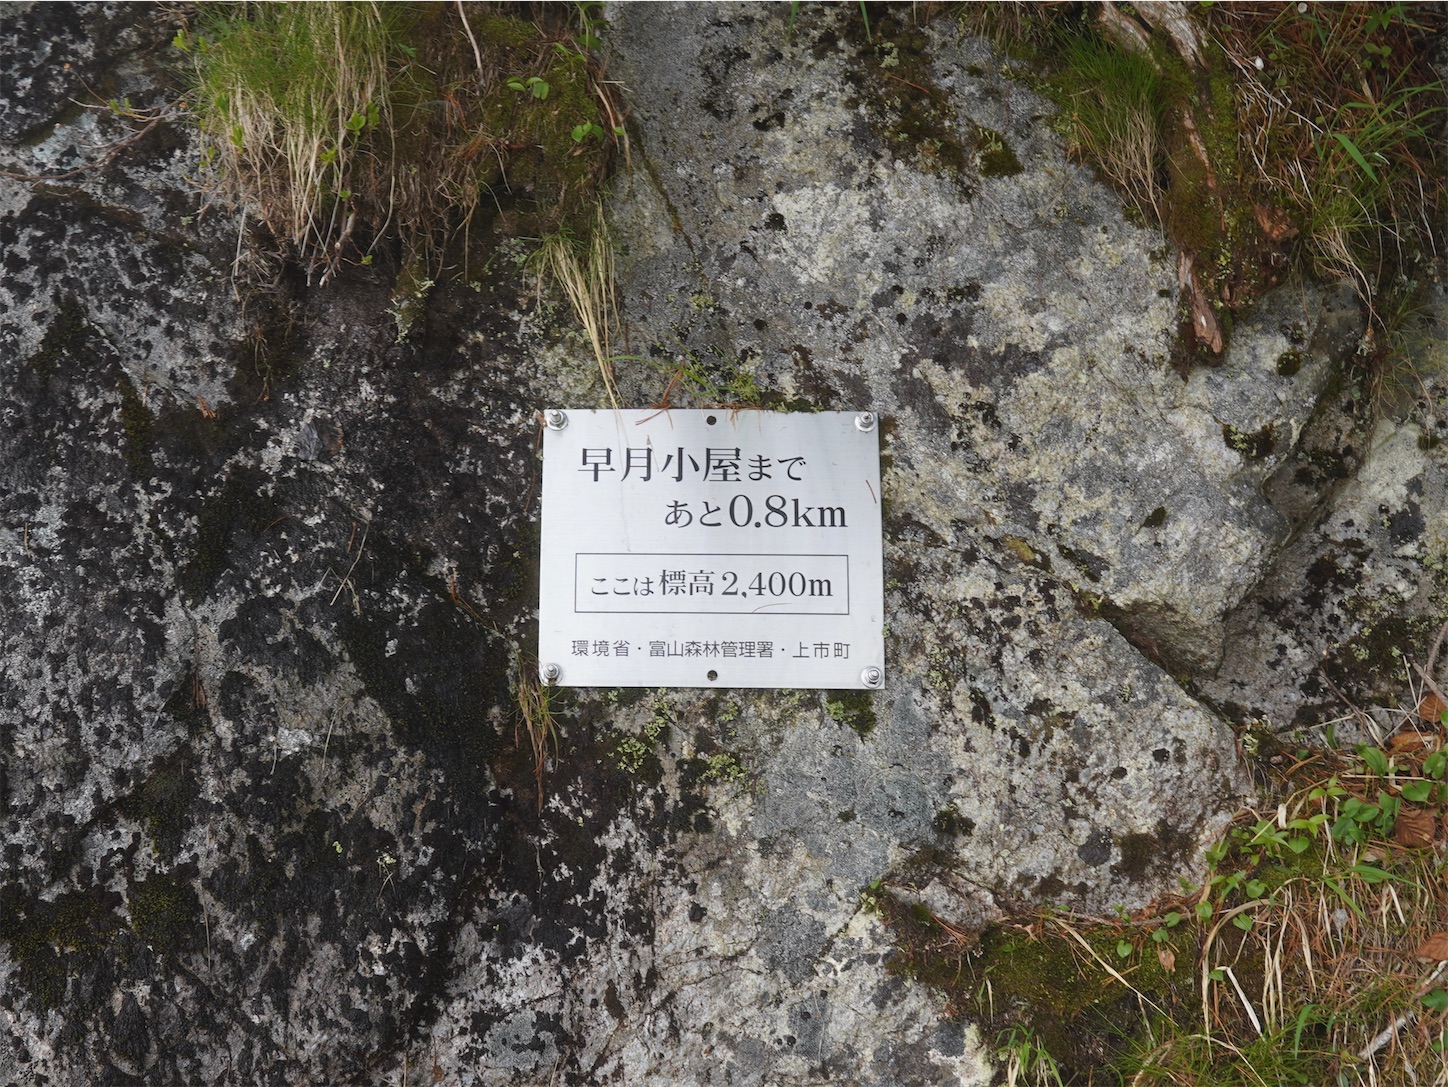 早月小屋まで
あと0.8km
ここは標高2,400m
環境省・富山森林管理署・上市町